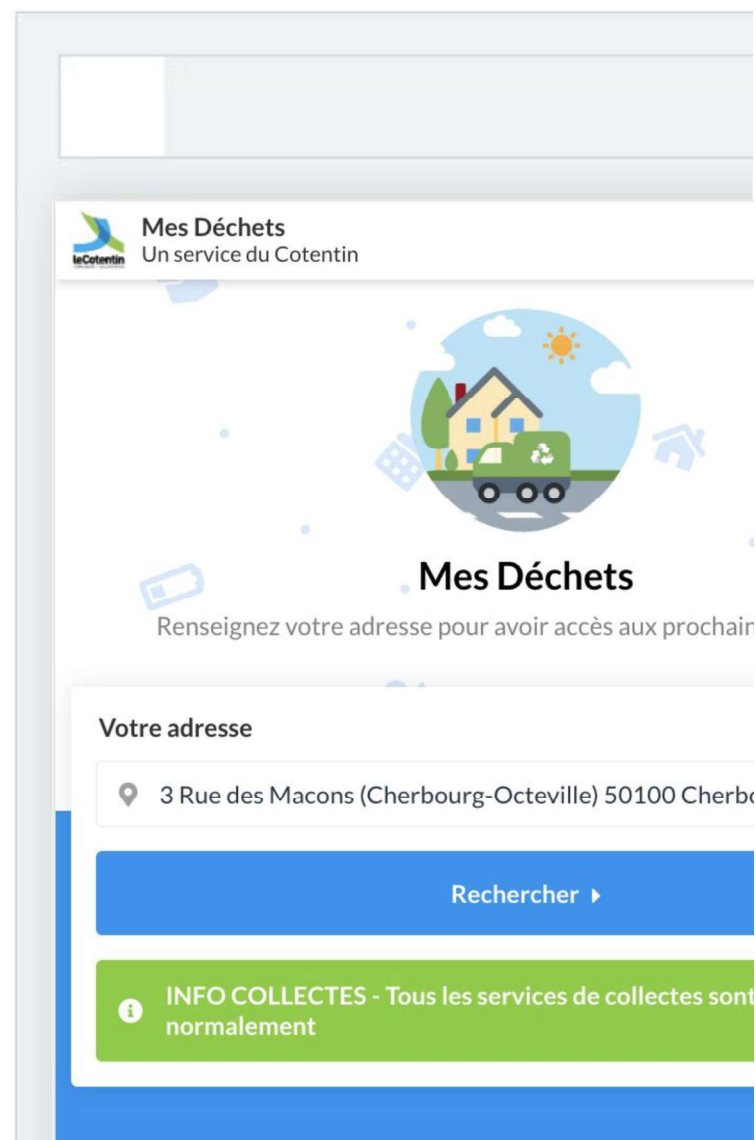 leCotentin
Mes Déchets
Un service du Cotentin
Mes Déchets
Renseignez votre adresse pour avoir accès aux prochain
Votre adresse
3 Rue des Macons (Cherbourg-Octeville) 50100 Cherbo
Rechercher
INFO COLLECTES - Tous les services de collectes sont
normalement